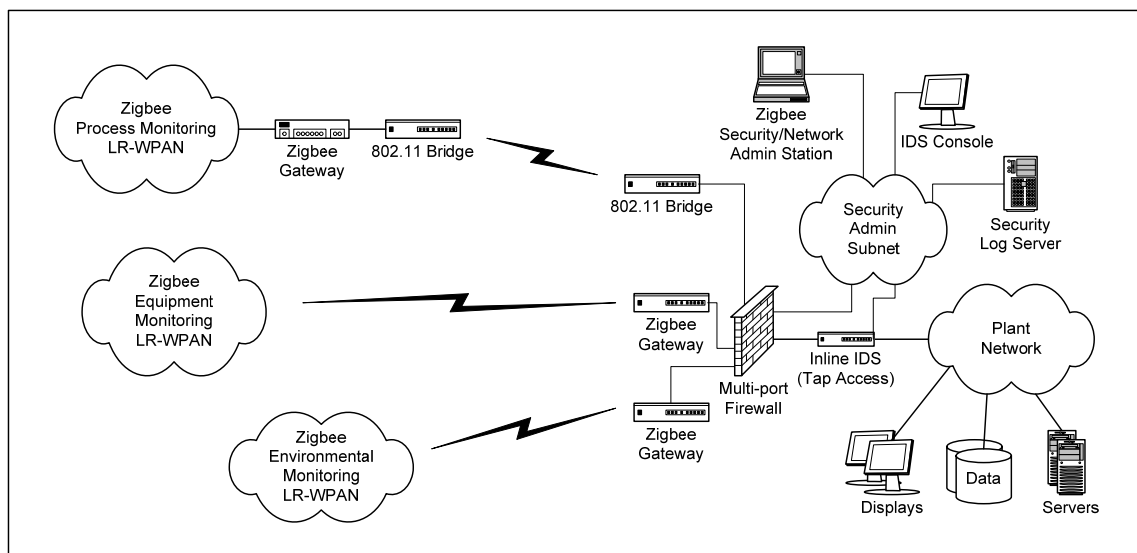 Zigbee
Process Monitoring
LR-WPAN
Zigbee
Gateway
802.11 Bridge
802.11 Bridge
Zigbee
Security/Network
Admin Station
IDS Console
Security
Admin
Subnet
Security
Log Server
Zigbee
Equipment
Monitoring
LR-WPAN
Zigbee
Gateway
Multi-port
Firewall
Inline IDS
(Tap Access)
Plant
Network
Zigbee
Environmental
Monitoring
LR-WPAN
Zigbee
Gateway
Displays
Data
Servers